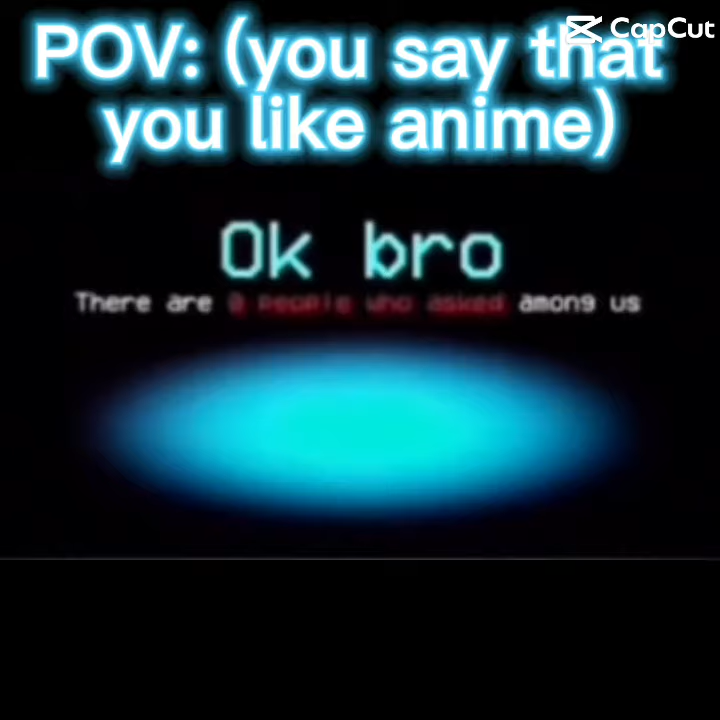 POV: (you say that
you like anime)
CapCut
Ok bro
There are 0 people who asked among us